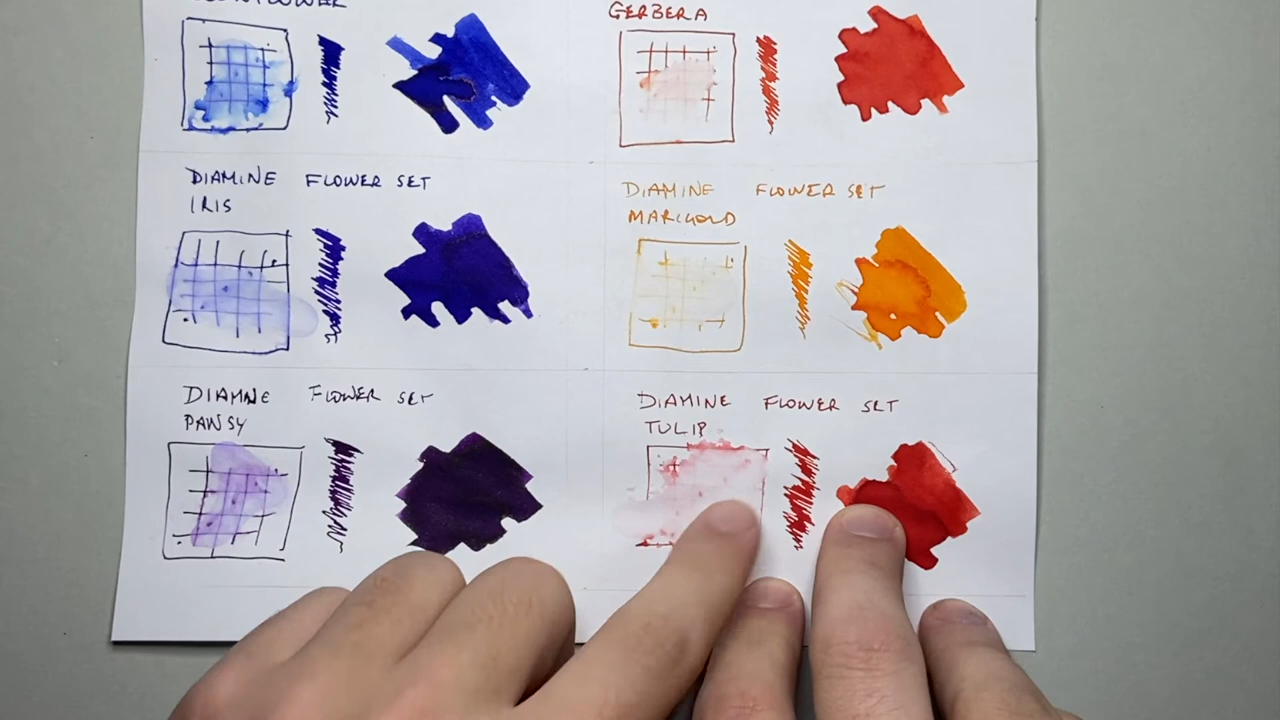 GERBERA
DIAMINE FLOWER SET
IRIS
DIAMINE FLOWER SET
MARIGOLD
DIAMINE FLOWER SET
PANSY
DIAMINE FLOWER SET
TULIP